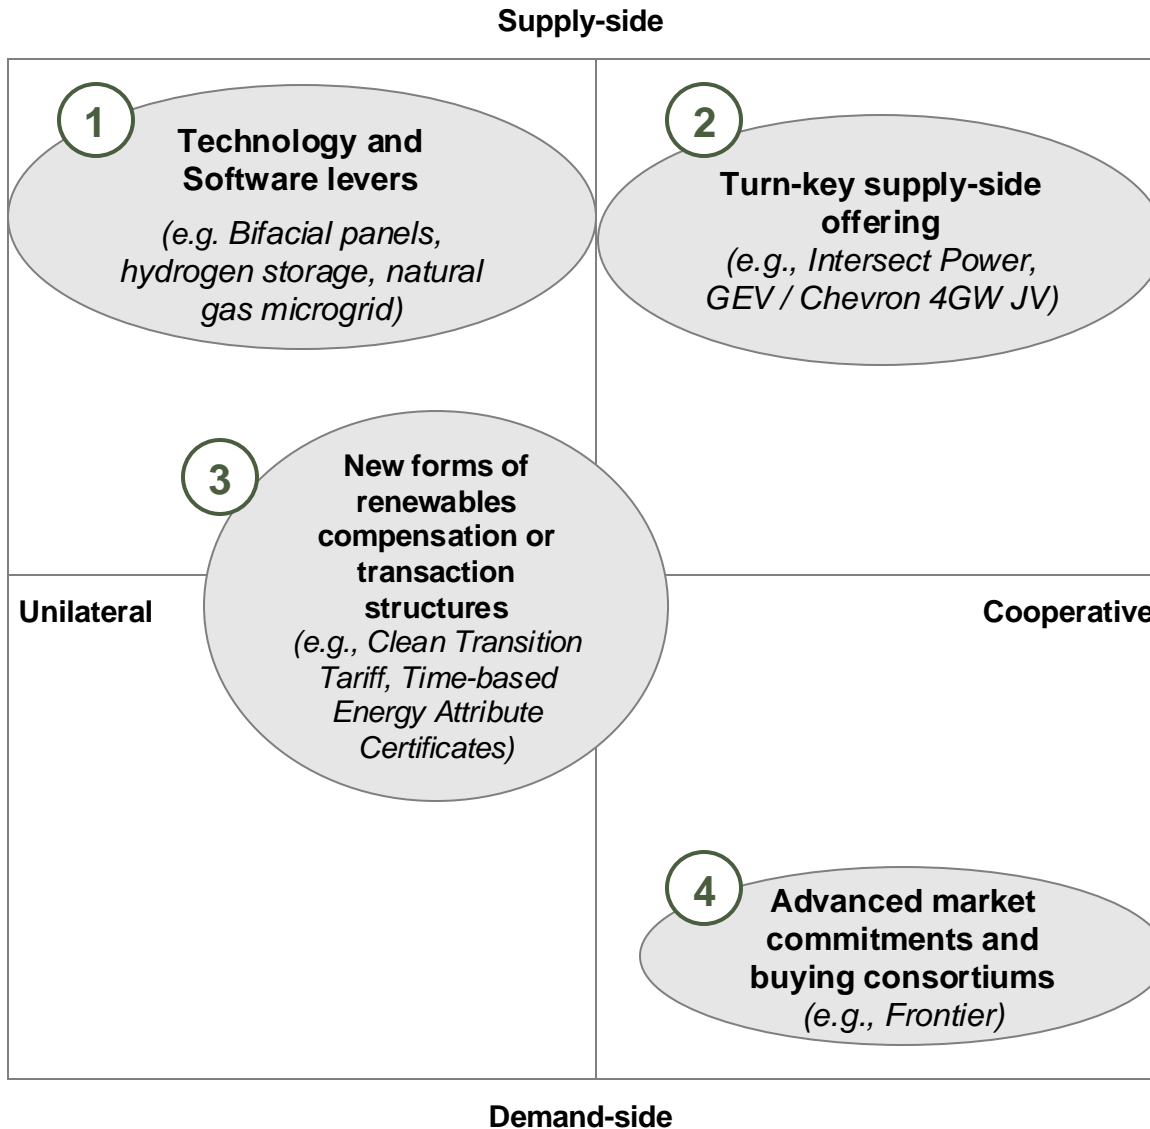 Supply-side
1
Technology and
Software levers
(e.g. Bifacial panels,
hydrogen storage, natural
gas microgrid)
2
Turn-key supply-side
offering
(e.g., Intersect Power,
GEV / Chevron 4GW JV)
3
New forms of
renewables
compensation or
transaction
structures
(e.g., Clean Transition
Tariff, Time-based
Energy Attribute
Certificates)
Unilateral
Cooperative
4
Advanced market
commitments and
buying consortiums
(e.g., Frontier)
Demand-side